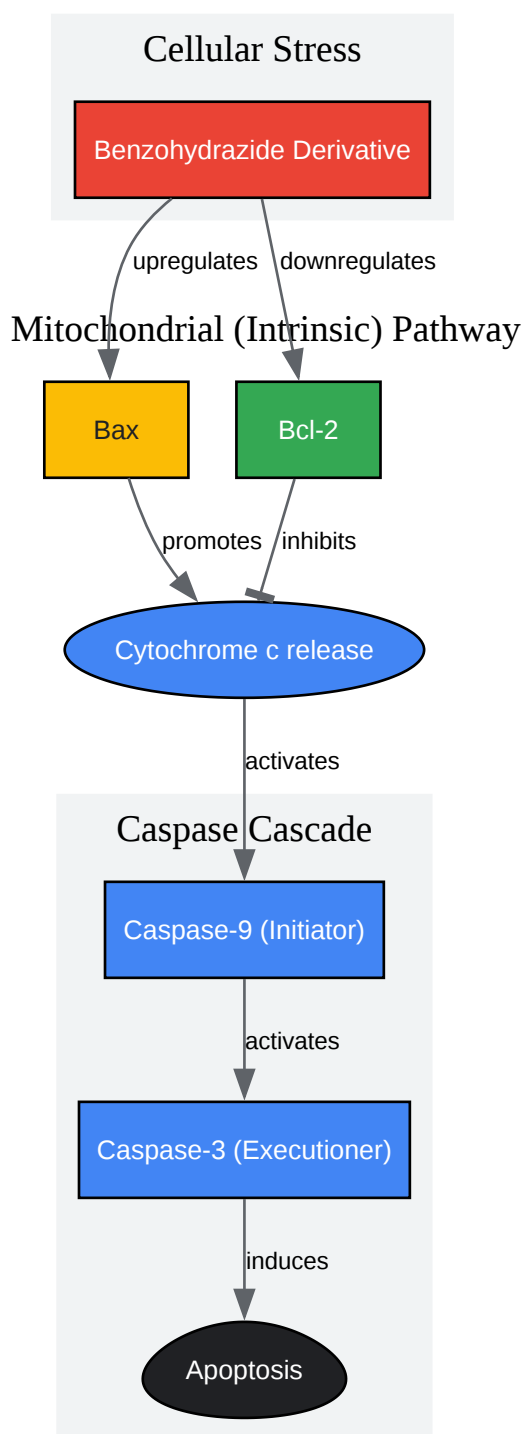 Cellular Stress
Benzohydrazide Derivative
upregulates
downregulates
Mitochondrial (Intrinsic) Pathway
Bax
Bcl-2
promotes
inhibits
Cytochrome c release
activates
Caspase Cascade
Caspase-9 (Initiator)
activates
Caspase-3 (Executioner)
induces
Apoptosis